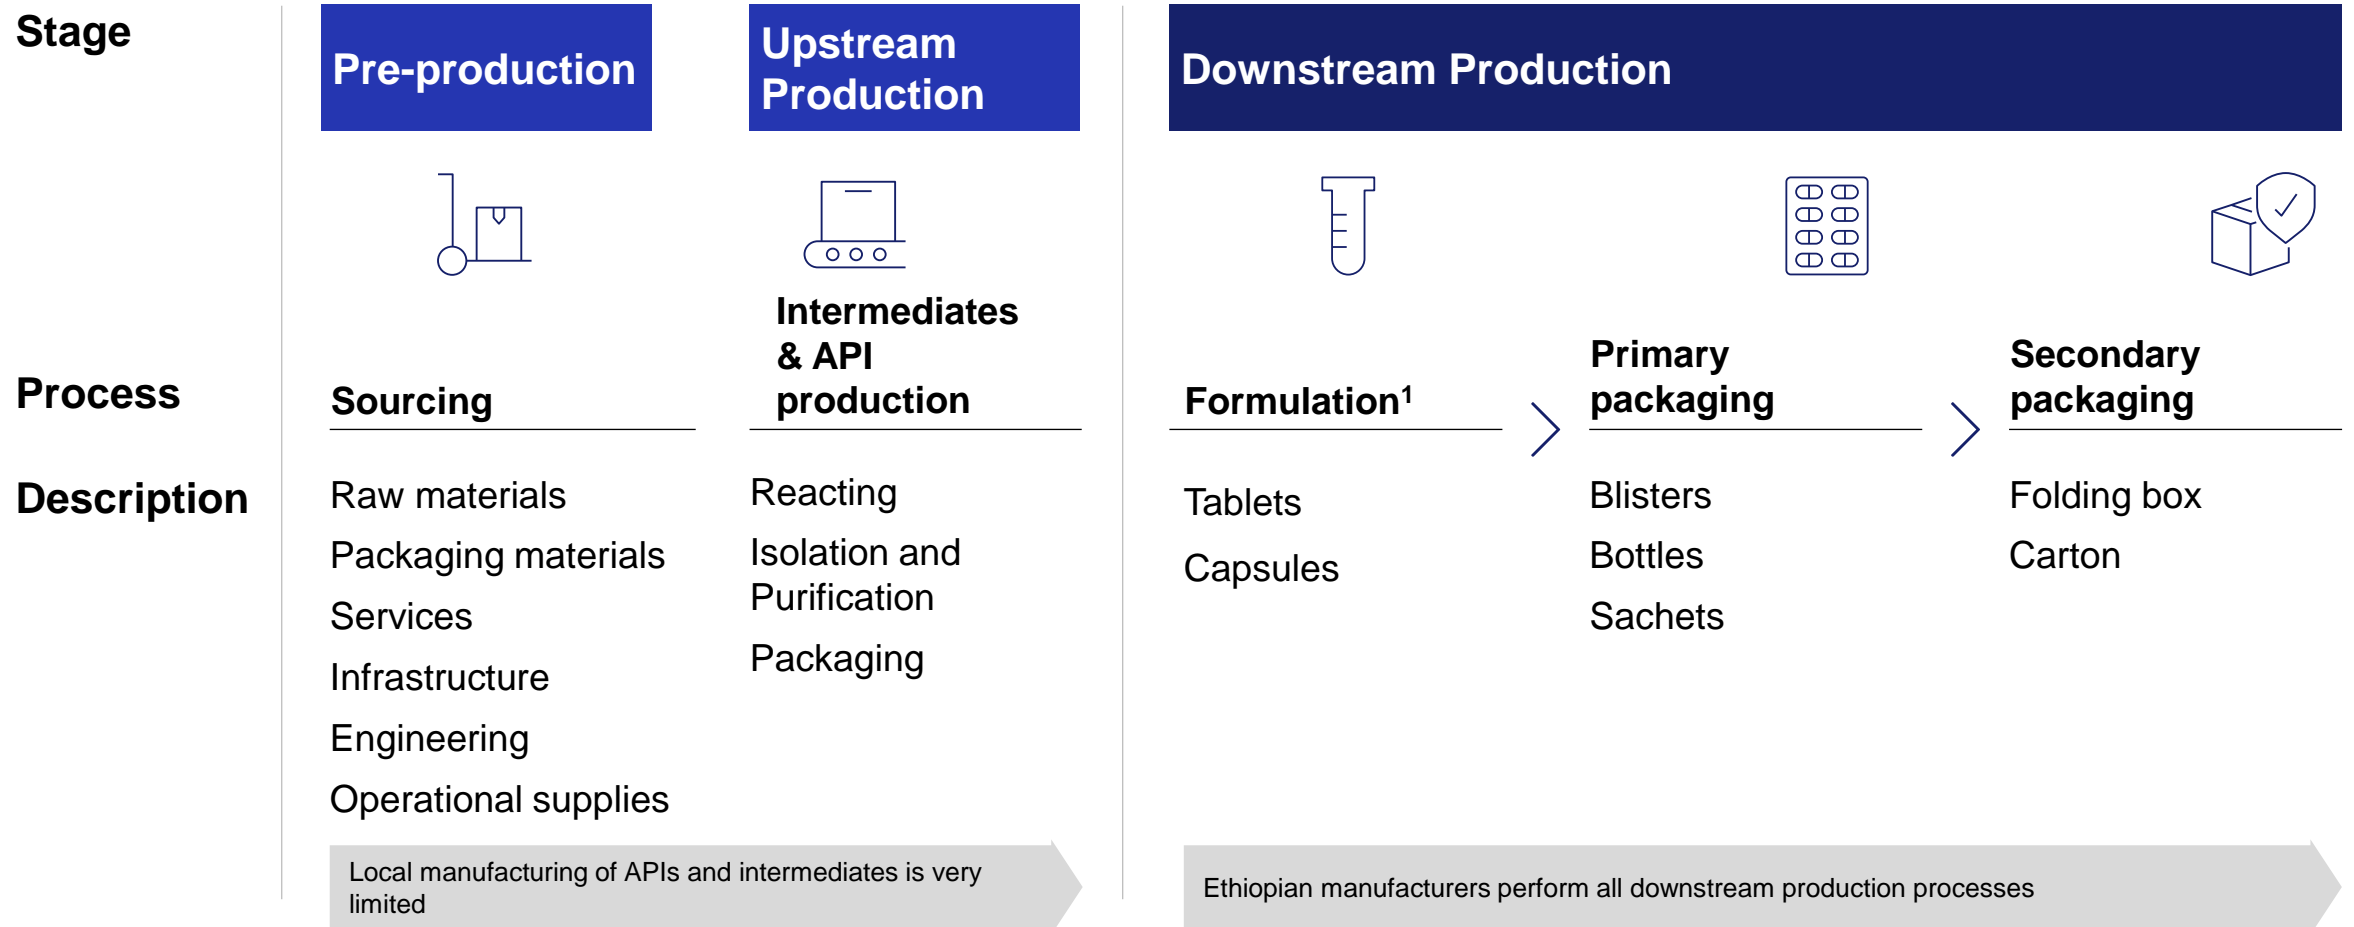 Stage
Pre-production
Upstream
Production
Downstream Production
Process
Sourcing
Intermediates
& API
production
Formulation¹
Primary
packaging
Secondary
packaging
Description
Raw materials
Packaging materials
Services
Infrastructure
Engineering
Operational supplies
Reacting
Isolation and
Purification
Packaging
Tablets
Capsules
Blisters
Bottles
Sachets
Folding box
Carton
Local manufacturing of APIs and intermediates is very
limited
Ethiopian manufacturers perform all downstream production processes